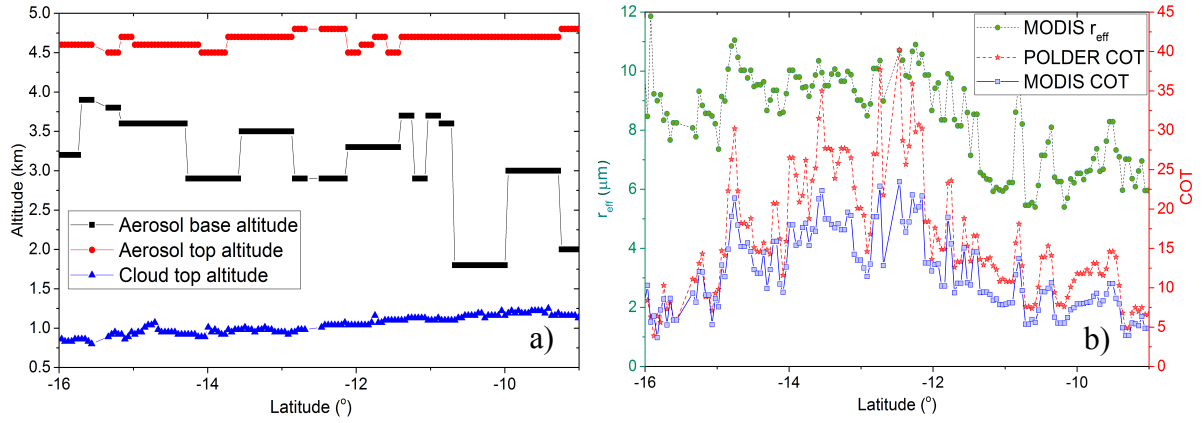 a)
5.0
4.5
4.0
3.5
3.0
2.5
2.0
1.5
1.0
0.5
Altitude (km)
Aerosol base altitude
Aerosol top altitude
Cloud top altitude
-16
-14
-12
-10
Latitude (°)
12
10
8
6
4
2
0
r_eff (μm)
MODIS r_eff
POLDER COT
MODIS COT
45
40
35
30
25
20
15
10
5
0
COT
b)
-16
-14
-12
-10
Latitude (°)